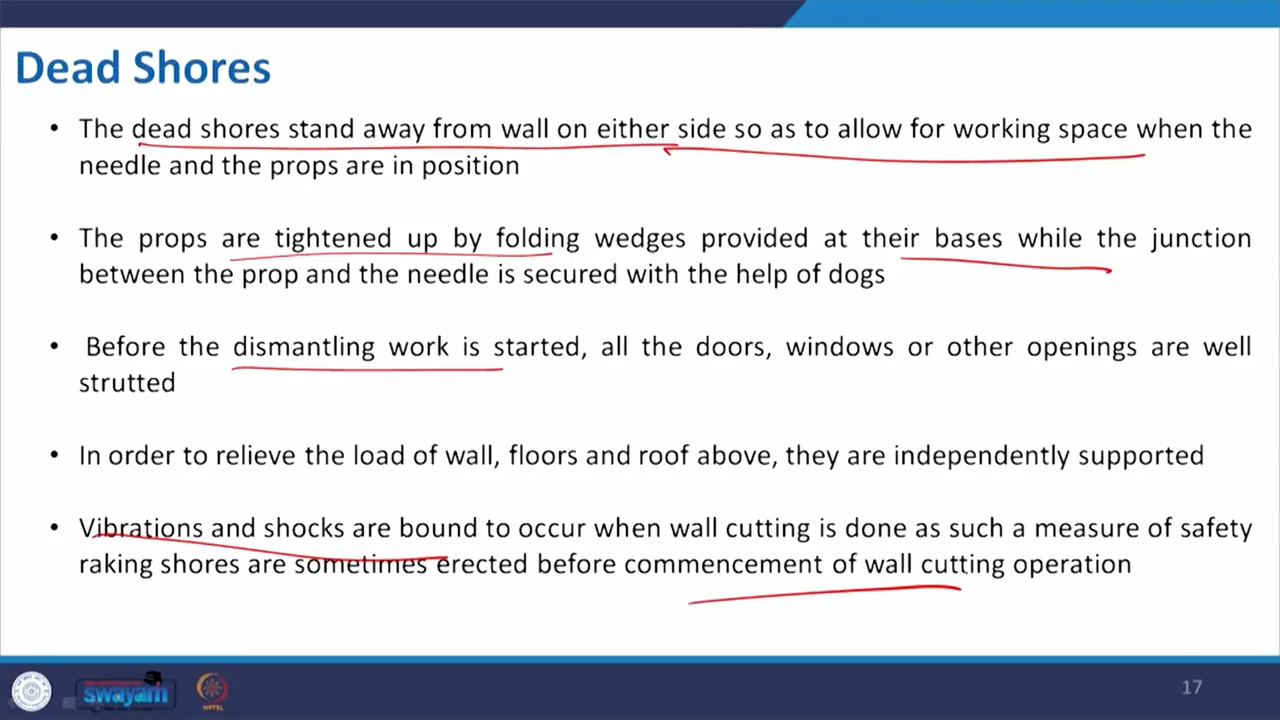 Dead Shores
• The dead shores stand away from wall on either side so as to allow for working space when the
needle and the props are in position
• The props are tightened up by folding wedges provided at their bases while the junction
between the prop and the needle is secured with the help of dogs
• Before the dismantling work is started, all the doors, windows or other openings are well
strutted
• In order to relieve the load of wall, floors and roof above, they are independently supported
• Vibrations and shocks are bound to occur when wall cutting is done as such a measure of safety
raking shores are sometimes erected before commencement of wall cutting operation
swayam
NPTEL
17